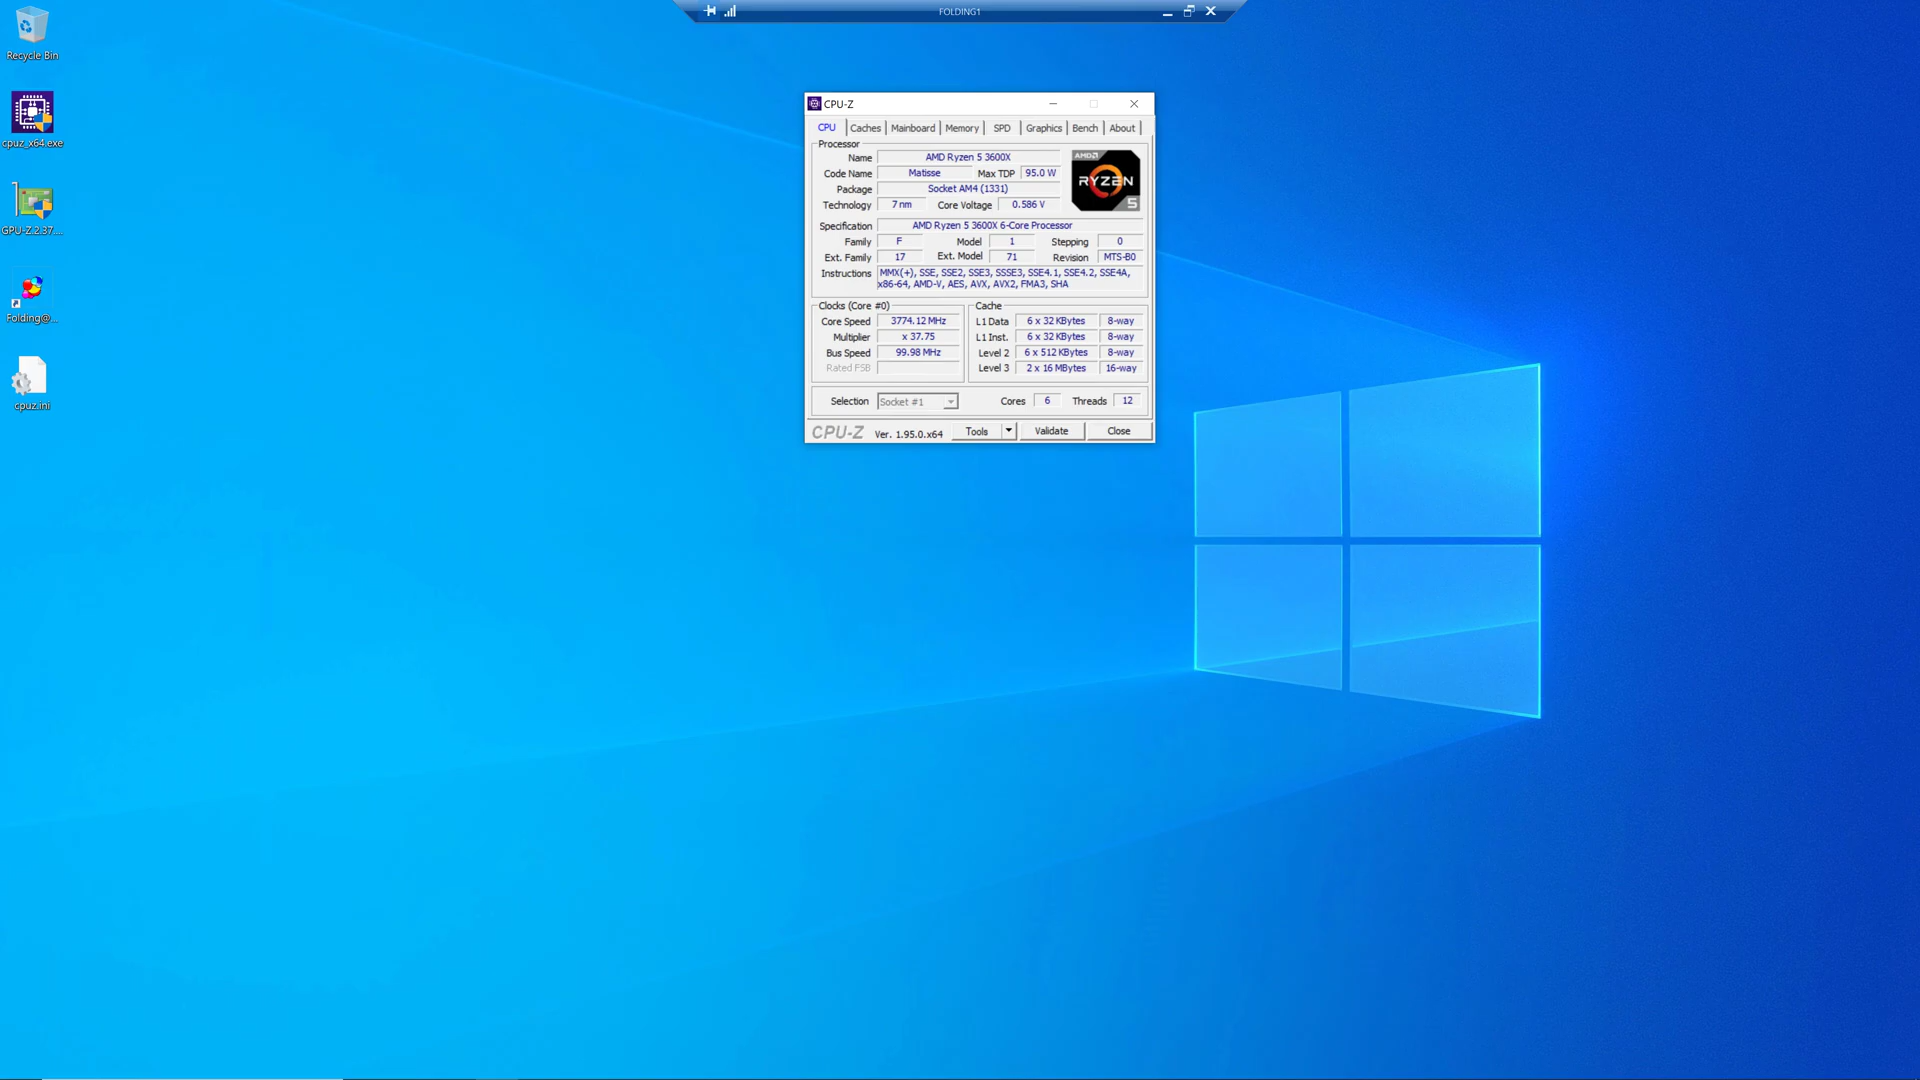 FOLDING1
Recycle Bin
cpuz_x64.exe
GPU-Z.2.37....
Folding@...
cpuz.ini
CPU-Z
CPU Caches Mainboard Memory SPD Graphics Bench About
Processor
Name AMD Ryzen 5 3600X
Code Name Matisse Max TDP 95.0 W
Package Socket AM4 (1331)
Technology 7 nm Core Voltage 0.586 V
AMD RYZEN 5
Specification AMD Ryzen 5 3600X 6-Core Processor
Family F Model 1 Stepping 0
Ext. Family 17 Ext. Model 71 Revision MTS-B0
Instructions MMX(+), SSE, SSE2, SSE3, SSSE3, SSE4.1, SSE4.2, SSE4A,
x86-64, AMD-V, AES, AVX, AVX2, FMA3, SHA
Clocks (Core #0)
Core Speed 3774.12 MHz
Multiplier x 37.75
Bus Speed 99.98 MHz
Rated FSB
Cache
L1 Data 6 x 32 KBytes 8-way
L1 Inst. 6 x 32 KBytes 8-way
Level 2 6 x 512 KBytes 8-way
Level 3 2 x 16 MBytes 16-way
Selection Socket #1 Cores 6 Threads 12
CPU-Z Ver. 1.95.0.x64 Tools Validate Close